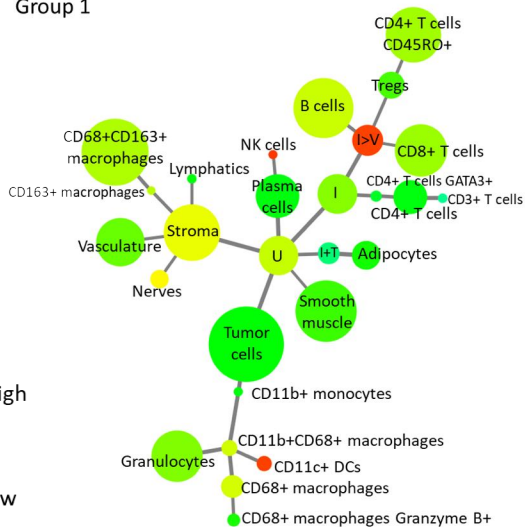 Group 1
CD4+ T cells
CD45RO+
Tregs
B cells
I>V
CD8+ T cells
CD68+CD163+
macrophages
NK cells
Lymphatics
CD163+ macrophages
Plasma
cells
I
CD4+ T cells GATA3+
CD3+ T cells
CD4+ T cells
Stroma
Vasculature
U
I+T
Adipocytes
Nerves
Smooth
muscle
Tumor
cells
igh
CD11b+ monocytes
CD11b+CD68+ macrophages
Granulocytes
CD11c+ DCs
CD68+ macrophages
w
CD68+ macrophages Granzyme B+